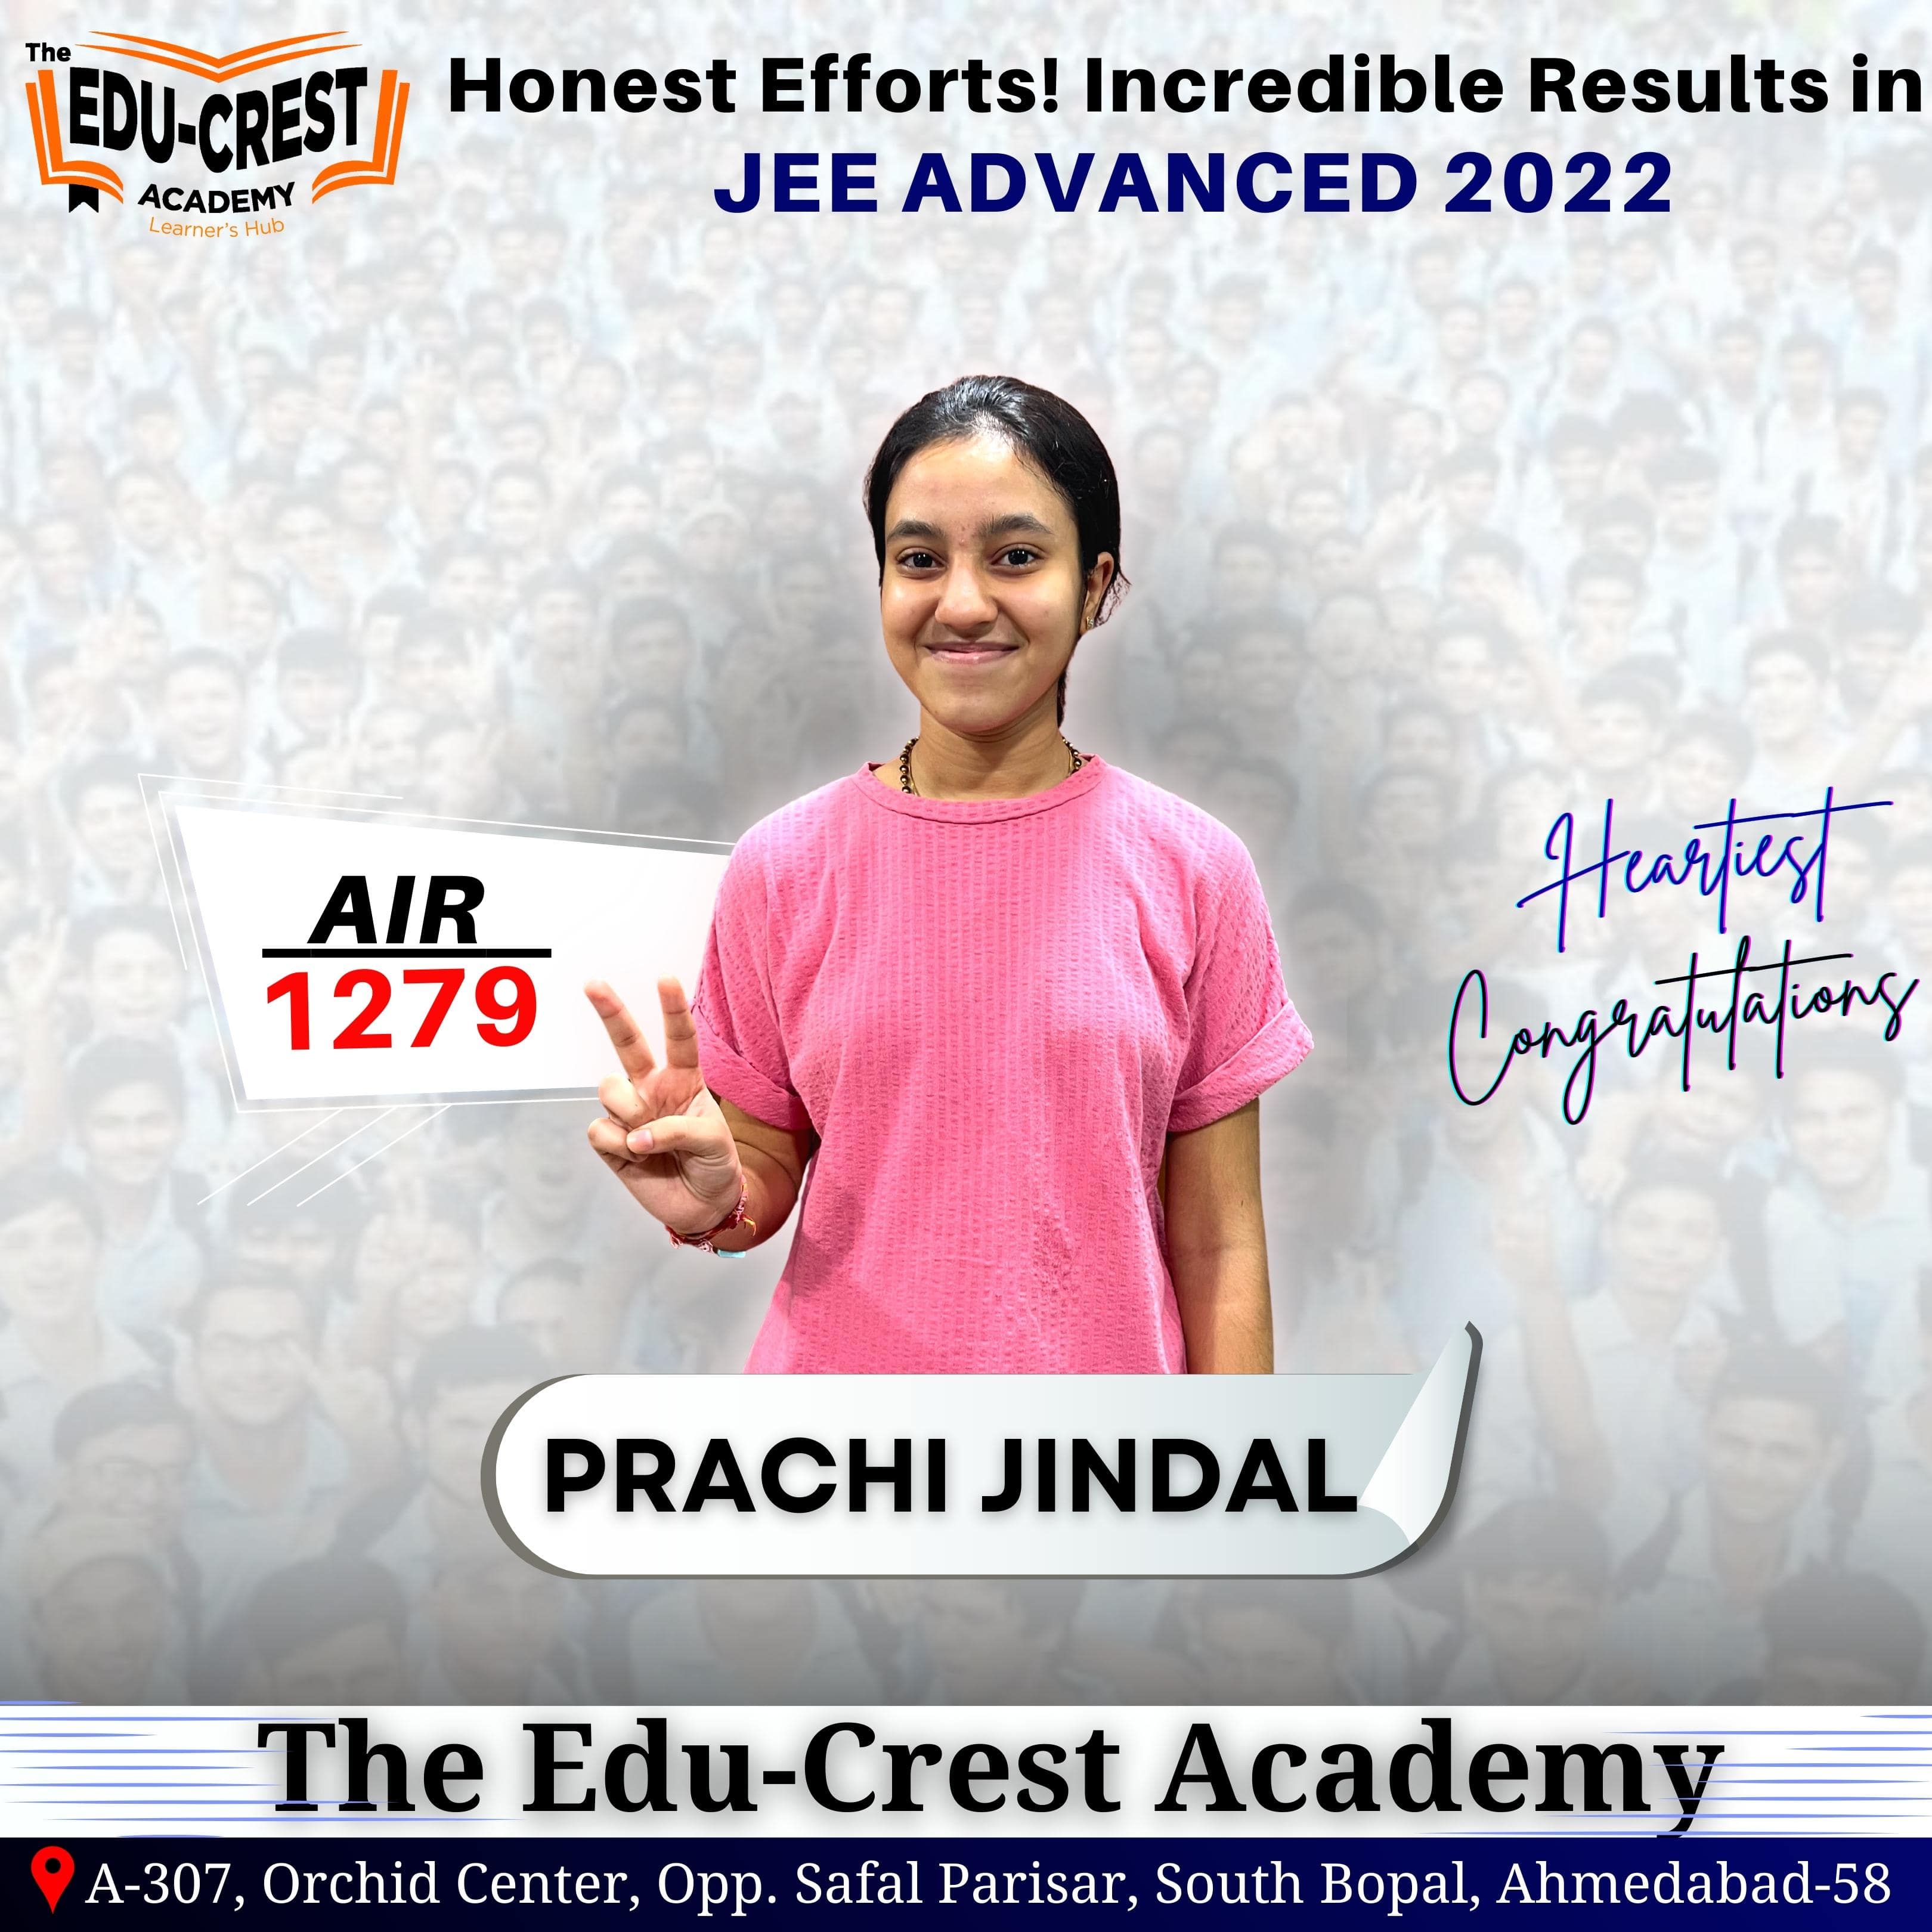 The
EDU-CREST
ACADEMY
Learner's Hub
Honest Efforts! Incredible Results in
JEE ADVANCED 2022
AIR
1279
Heartiest
Congratulations
PRACHI JINDAL
The Edu-Crest Academy
A-307, Orchid Center, Opp. Safal Parisar, South Bopal, Ahmedabad-58